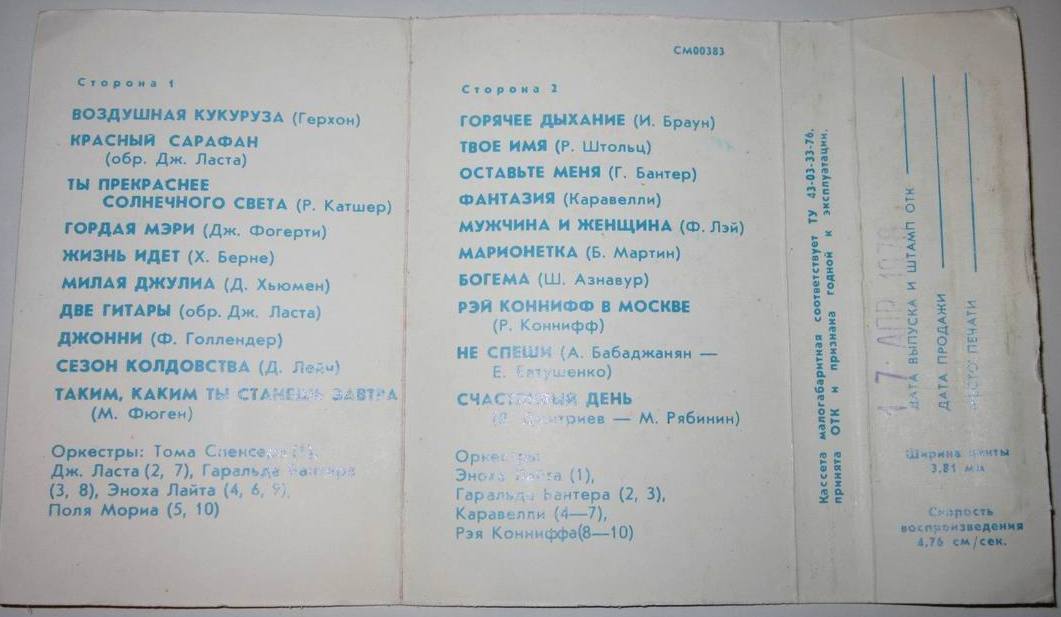 Сторона 1
ВОЗДУШНАЯ КУКУРУЗА (Герхон)
КРАСНЫЙ САРАФАН
(обр. Дж. Ласта)
ТЫ ПРЕКРАСНЕЕ
СОЛНЕЧНОГО СВЕТА (Р. Катшер)
ГОРДАЯ МЭРИ (Дж. Фогерти)
ЖИЗНЬ ИДЕТ (Х. Берне)
МИЛАЯ ДЖУЛИА (Д. Хьюмен)
ДВЕ ГИТАРЫ (обр. Дж. Ласта)
ДЖОННИ (Ф. Голлендер)
СЕЗОН КОЛДОВСТВА (Д. Лейч)
ТАКИМ, КАКИМ ТЫ СТАНЕШЬ ЗАВТРА
(М. Фюген)
Оркестры: Тома Спенсера (1),
Дж. Ласта (2, 7), Гаральда Бантера
(3, 8), Эноха Лайта (4, 6, 9),
Поля Мориа (5, 10)
СМ00383
Сторона 2
ГОРЯЧЕЕ ДЫХАНИЕ (И. Браун)
ТВОЕ ИМЯ (Р. Штольц)
ОСТАВЬТЕ МЕНЯ (Г. Бантер)
ФАНТАЗИЯ (Каравелли)
МУЖЧИНА И ЖЕНЩИНА (Ф. Лэй)
МАРИОНЕТКА (Б. Мартин)
БОГЕМА (Ш. Азнавур)
РЭЙ КОННИФФ В МОСКВЕ
(Р. Коннифф)
НЕ СПЕШИ (А. Бабаджанян —
Е. Евтушенко)
СЧАСТЛИВЫЙ ДЕНЬ
Дмитриев — М. Рябинин)
Оркестры:
Эноха Лайта (1),
Гаральда Бантера (2, 3),
Каравелли (4—7),
Рэя Конниффа(8—10)
Кассета малогабаритная соответствует ТУ 43-03-33-76.
принята ОТК и признана годной к эксплуатации.
17 АПР 1978
ДАТА ВЫПУСКА И ШТАМП ОТК
ДАТА ПРОДАЖИ
МЕСТО ПЕЧАТИ
Ширина ленты
3.81 мм
Скорость
воспроизведения
4,76 см/сек.